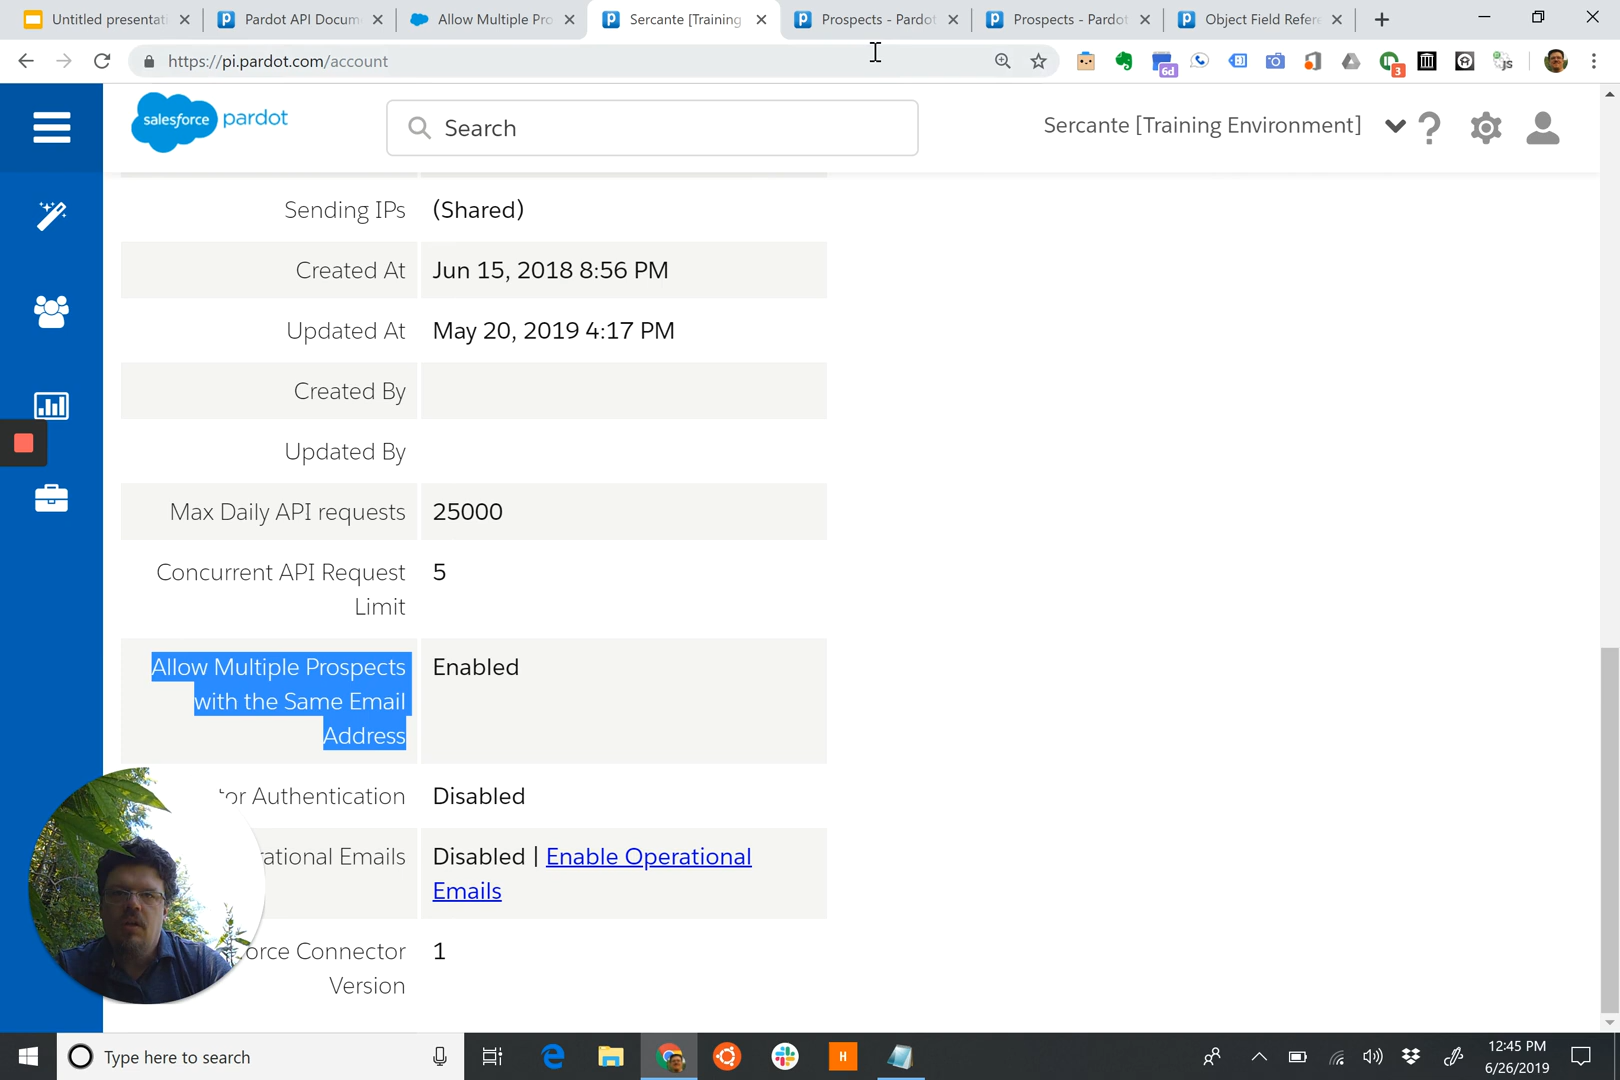 Untitled presentati
Pardot API Docum
Allow Multiple Pro
Sercante [Training
Prospects - Pardot
Prospects - Pardot
Object Field Refere
https://pi.pardot.com/account
6d
3
JS
salesforce pardot
Search
Sercante [Training Environment]
Sending IPs (Shared)
Created At Jun 15, 2018 8:56 PM
Updated At May 20, 2019 4:17 PM
Created By
Updated By
Max Daily API requests 25000
Concurrent API Request 5
Limit
Allow Multiple Prospects Enabled
with the Same Email
Address
tor Authentication Disabled
rational Emails Disabled | Enable Operational
Emails
orce Connector 1
Version
Type here to search
H
12:45 PM
6/26/2019